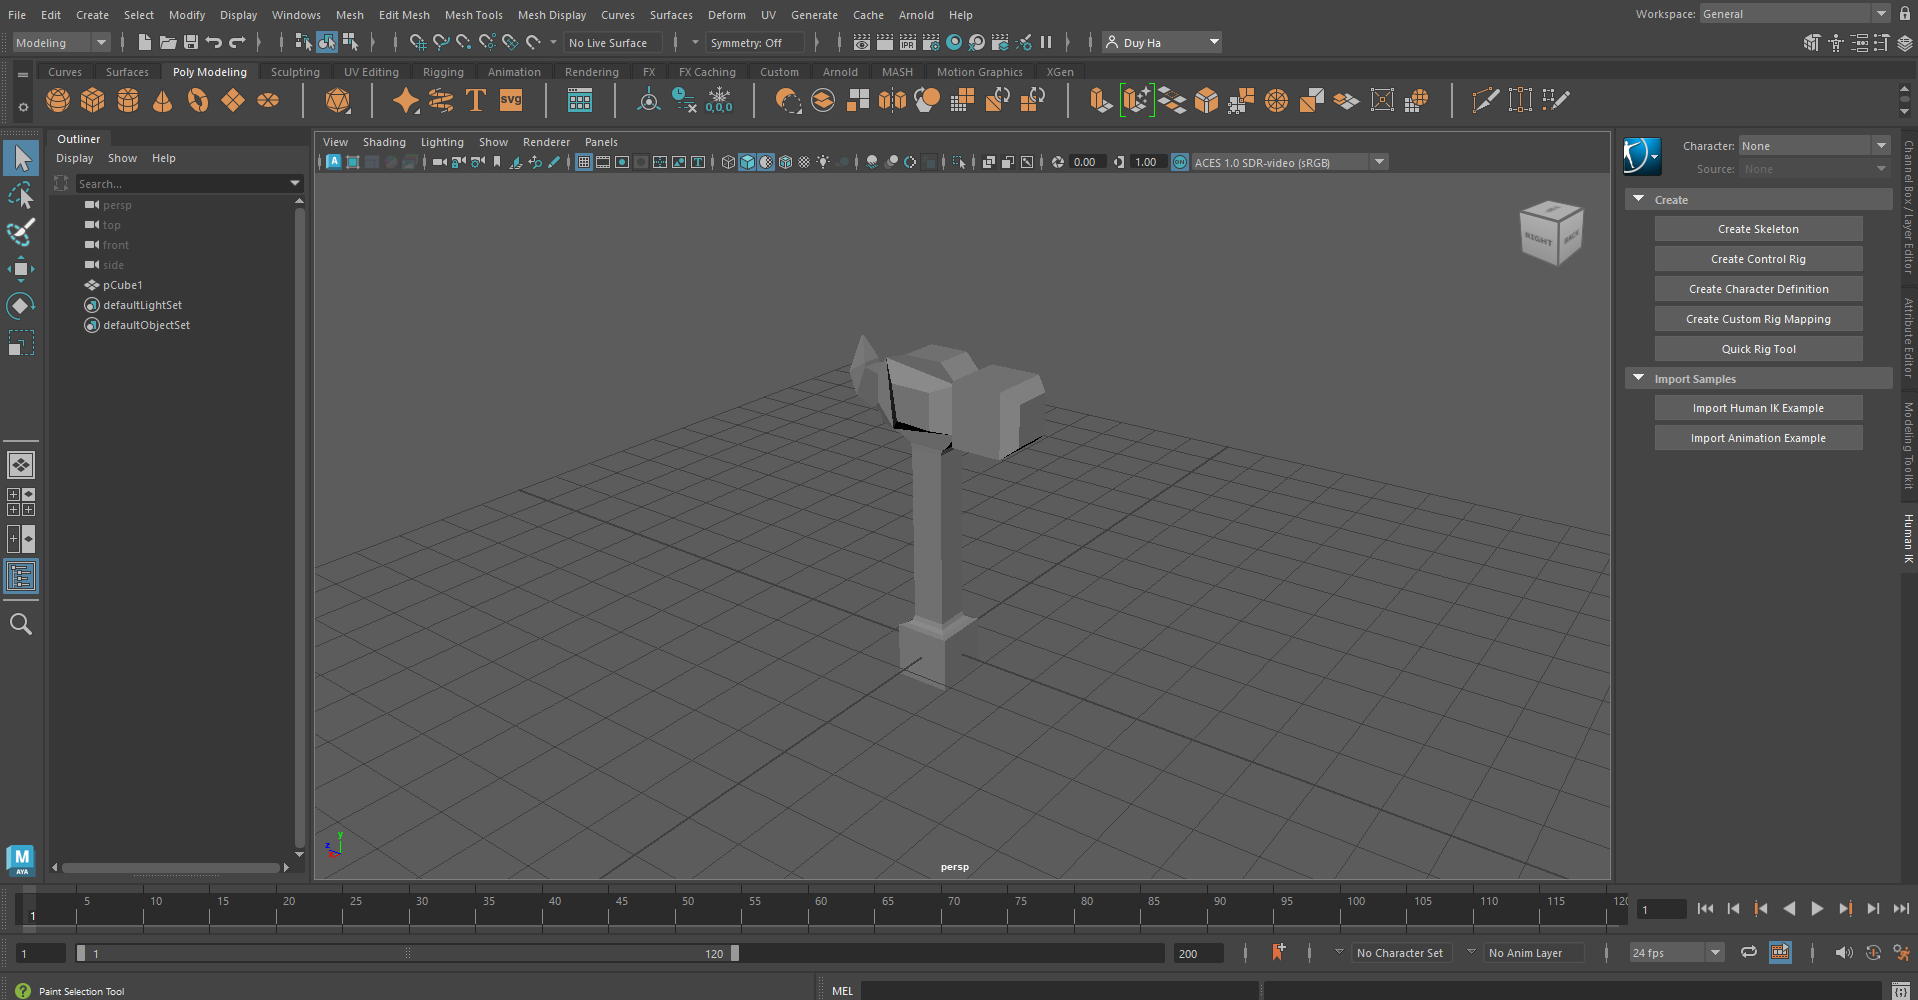 File Edit Create Select Modify Display Windows Mesh Edit Mesh Mesh Tools Mesh Display Curves Surfaces Deform UV Generate Cache Arnold Help
Workspace: General
Modeling
No Live Surface
Symmetry: Off
Duy Ha
Curves Surfaces Poly Modeling Sculpting UV Editing Rigging Animation Rendering FX FX Caching Custom Arnold MASH Motion Graphics XGen
T SVG 0,0,0
Outliner
Display Show Help
Search...
persp
top
front
side
pCube1
defaultLightSet
defaultObjectSet
View Shading Lighting Show Renderer Panels
0.00 1.00 ON ACES 1.0 SDR-video (sRGB)
RIGHT BACK
y
z
x
persp
Character: None
Source: None
Create
Create Skeleton
Create Control Rig
Create Character Definition
Create Custom Rig Mapping
Quick Rig Tool
Import Samples
Import Human IK Example
Import Animation Example
Channel Box / Layer Editor
Attribute Editor
Modeling Toolkit
Human IK
M
AYA
1 5 10 15 20 25 30 35 40 45 50 55 60 65 70 75 80 85 90 95 100 105 110 115 120
1
1 1 120 200 No Character Set No Anim Layer 24 fps
Paint Selection Tool
MEL